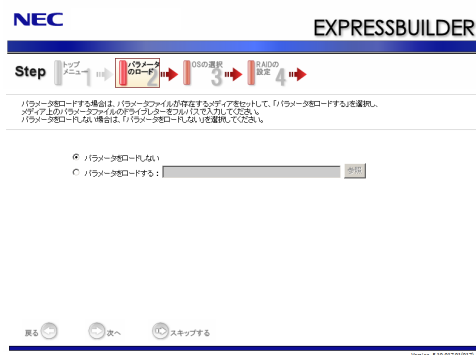 NEC
EXPRESSBUILDER
Step
トップ
メニュー 1
パラメータ
のロード 2
OSの選択
3
RAIDの
設定 4
パラメータをロードする場合は、パラメータファイルが存在するメディアをセットして、「パラメータをロードする」を選択し、
メディア上のパラメータファイルのドライブレターをフルパスで入力してください。
パラメータをロードしない場合は、「パラメータをロードしない」を選択してください。
パラメータをロードしない
パラメータをロードする：
参照
戻る
次へ
スキップする